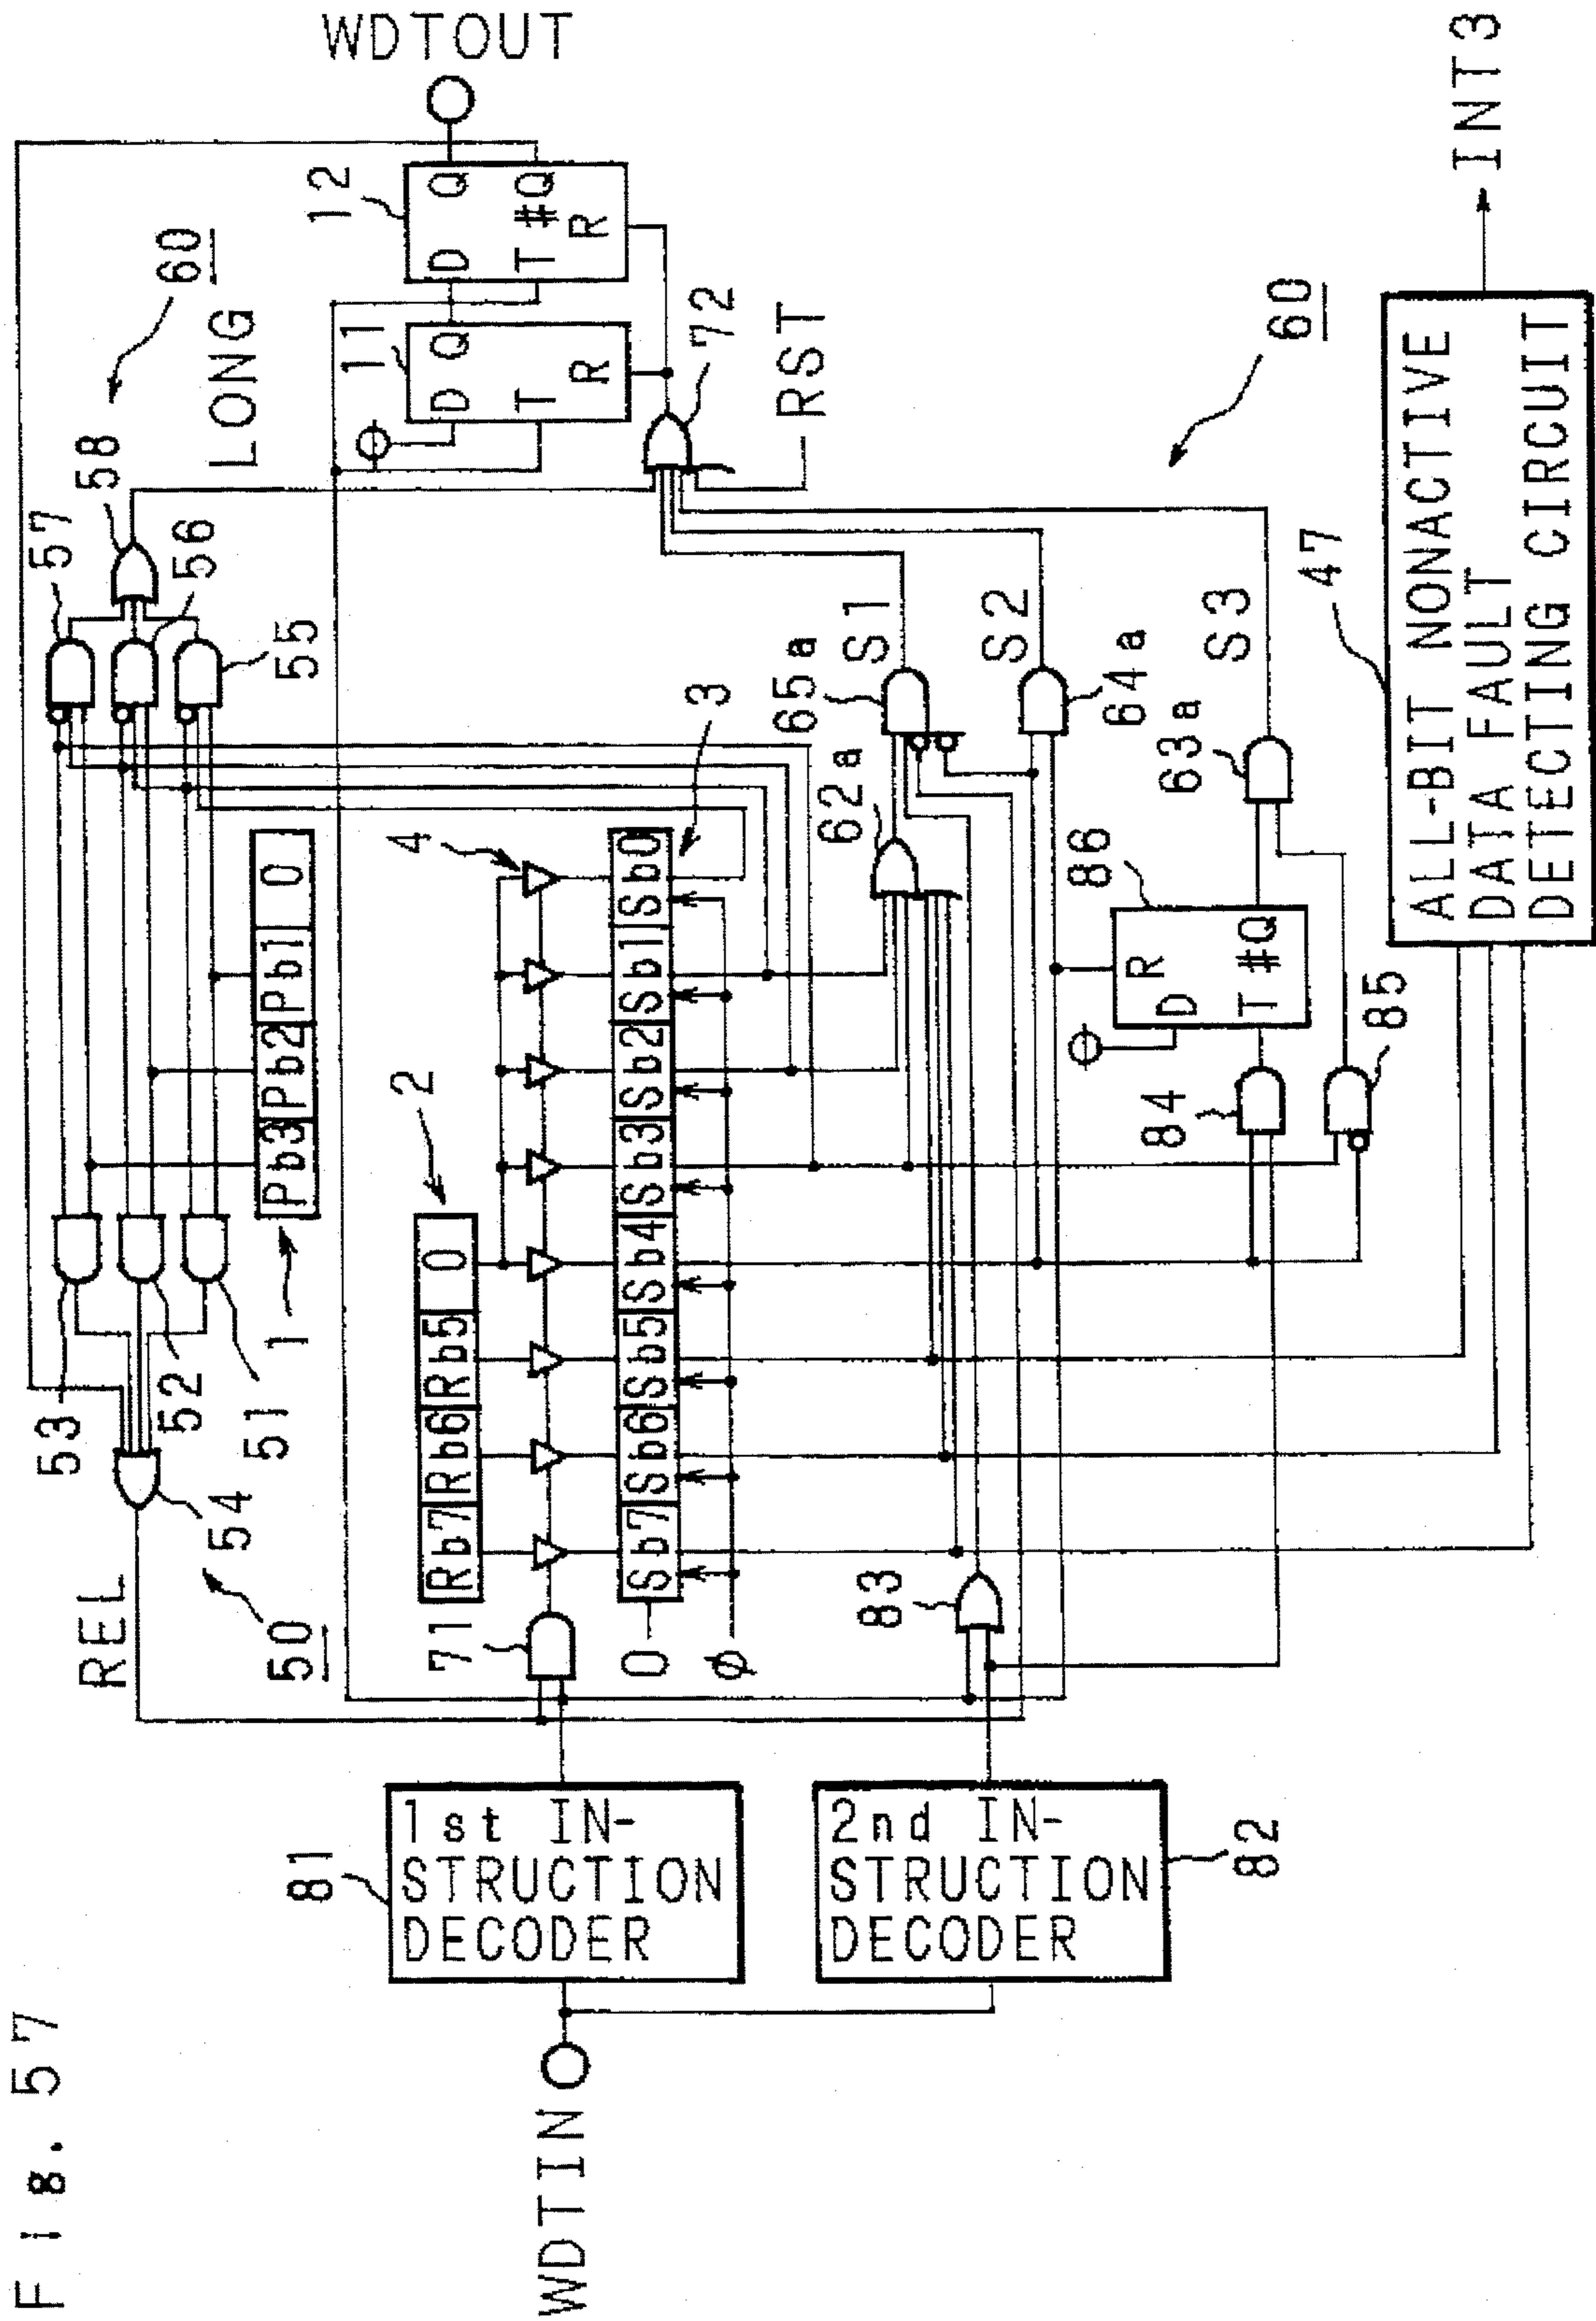 FIG. 57
WDTIN
81
1st IN-
STRUCTION
DECODER
2nd IN-
STRUCTION
DECODER
82
REL
50
54
53
52
51
1
Pb3 Pb2 Pb1 0
57
58
56
55
60
LONG
WDTOUT
12
D Q
T #Q
R
11
D Q
T
R
72
RST
2
Rb7 Rb6 Rb5 0
4
71
Sb7 Sb6 Sb5 Sb4 Sb3 Sb2 Sb1 Sb0
3
0
φ
83
62a
65a
S1
S2
64a
63a
S3
60
86
R
D
T #Q
84
85
47
ALL-BIT NONACTIVE
DATA FAULT
DETECTING CIRCUIT
INT3